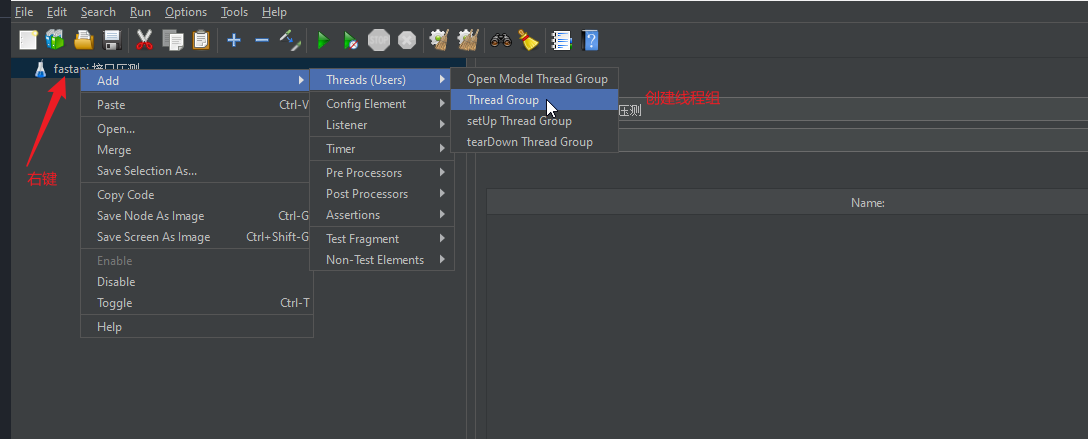 File Edit Search Run Options Tools Help
fastapi 接口压测
Add
Paste Ctrl-V
Open...
Merge
Save Selection As...
Copy Code
Save Node As Image Ctrl-G
Save Screen As Image Ctrl+Shift-G
Enable
Disable
Toggle Ctrl-T
Help
Threads (Users)
Config Element
Listener
Timer
Pre Processors
Post Processors
Assertions
Test Fragment
Non-Test Elements
Open Model Thread Group
Thread Group
setUp Thread Group
tearDown Thread Group
创建线程组
压测
右键
Name:
STOP